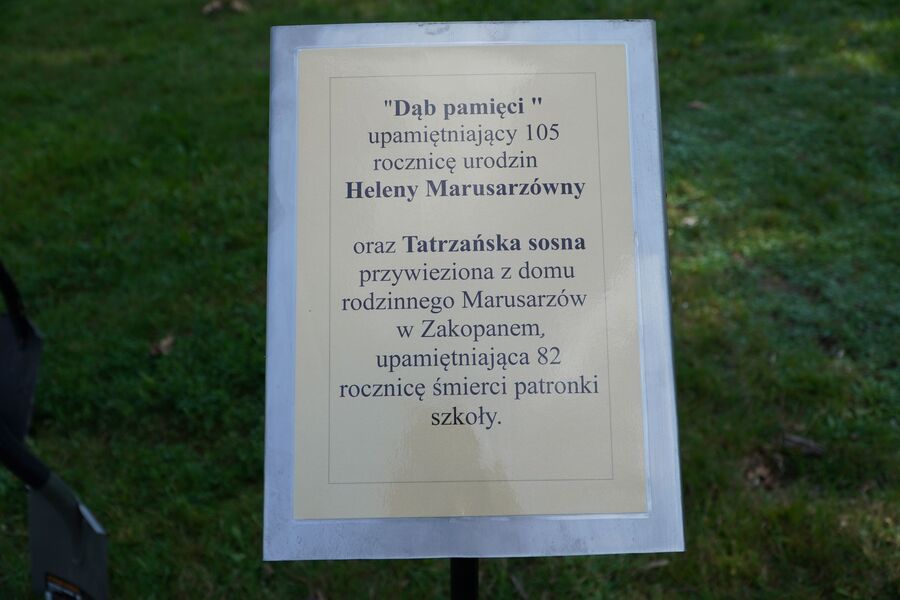 "Dąb pamięci "
upamiętniający 105
rocznicę urodzin
Heleny Marusarzówny
oraz Tatrzańska sosna
przywieziona z domu
rodzinnego Marusarzów
w Zakopanem,
upamiętniająca 82
rocznicę śmierci patronki
szkoły.